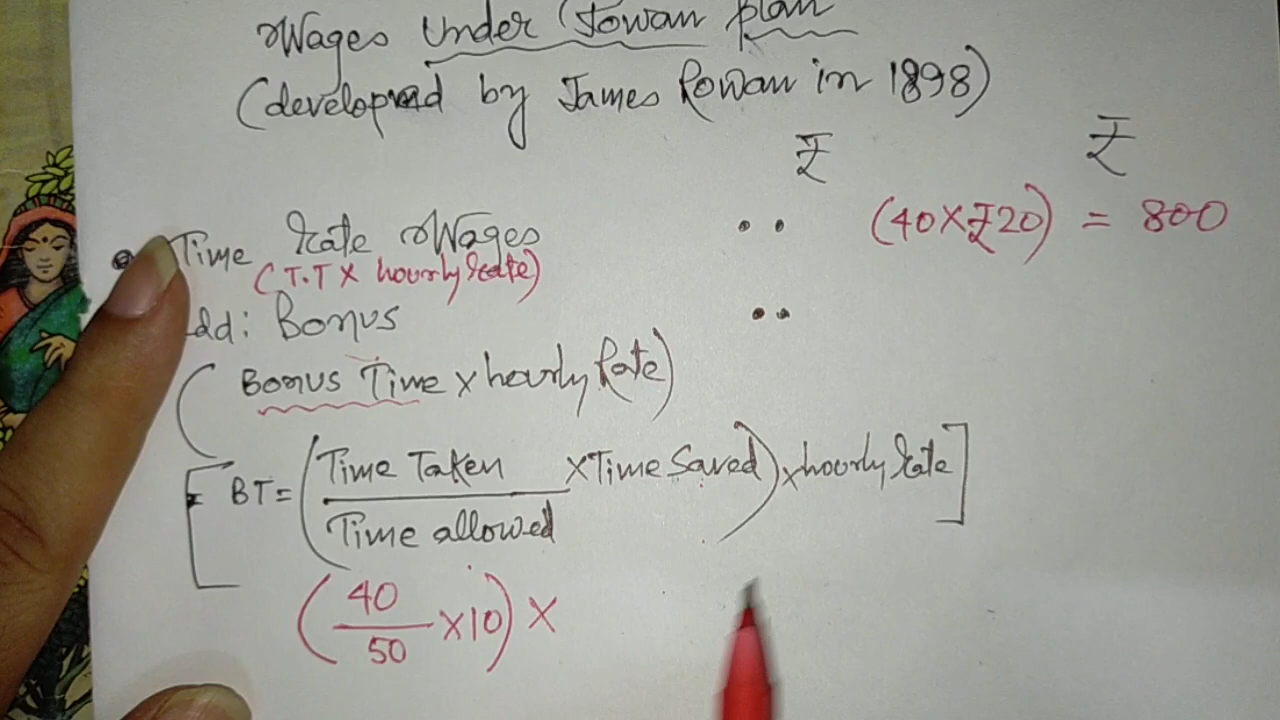 Wages Under Rowan plan
(developed by James Rowan in 1898)
₹ ₹
Time Rate Wages .. (40×₹20) = 800
(T.T × hourly Rate)
dd: Bonus ..
(Bonus Time × hourly Rate)
[BT = (Time Taken × Time Saved) × hourly Rate]
Time allowed
(40 × 10) ×
50